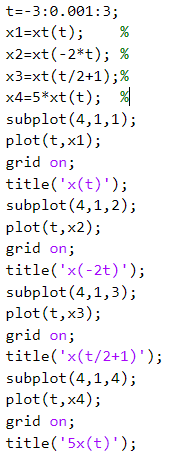 t=-3:0.001:3;
x1=xt(t);    %
x2=xt(-2*t); %
x3=xt(t/2+1);%
x4=5*xt(t);  %
subplot(4,1,1);
plot(t,x1);
grid on;
title('x(t)');
subplot(4,1,2);
plot(t,x2);
grid on;
title('x(-2t)');
subplot(4,1,3);
plot(t,x3);
grid on;
title('x(t/2+1)');
subplot(4,1,4);
plot(t,x4);
grid on;
title('5x(t)');